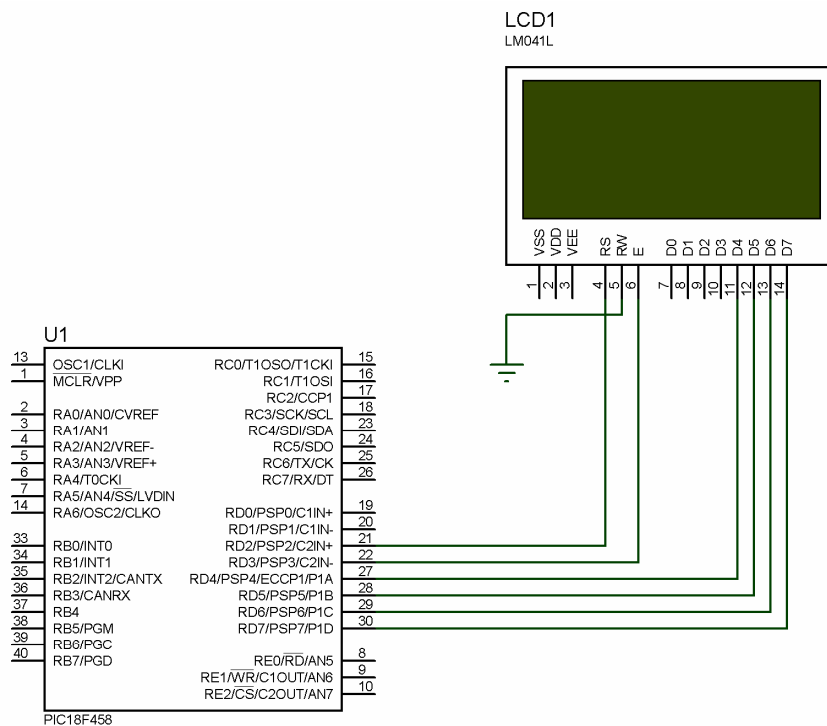 LCD1
LM041L
VSS VDD VEE RS RW E D0 D1 D2 D3 D4 D5 D6 D7
1 2 3 4 5 6 7 8 9 10 11 12 13 14
U1
13 OSC1/CLKI RC0/T1OSO/T1CKI 15
1 MCLR/VPP RC1/T1OSI 16
RC2/CCP1 17
2 RA0/AN0/CVREF RC3/SCK/SCL 18
3 RA1/AN1 RC4/SDI/SDA 23
4 RA2/AN2/VREF- RC5/SDO 24
5 RA3/AN3/VREF+ RC6/TX/CK 25
6 RA4/T0CKI RC7/RX/DT 26
7 RA5/AN4/SS/LVDIN
14 RA6/OSC2/CLKO RD0/PSP0/C1IN+ 19
RD1/PSP1/C1IN- 20
33 RB0/INT0 RD2/PSP2/C2IN+ 21
34 RB1/INT1 RD3/PSP3/C2IN- 22
35 RB2/INT2/CANTX RD4/PSP4/ECCP1/P1A 27
36 RB3/CANRX RD5/PSP5/P1B 28
37 RB4 RD6/PSP6/P1C 29
38 RB5/PGM RD7/PSP7/P1D 30
39 RB6/PGC
40 RB7/PGD RE0/RD/AN5 8
RE1/WR/C1OUT/AN6 9
RE2/CS/C2OUT/AN7 10
PIC18F458